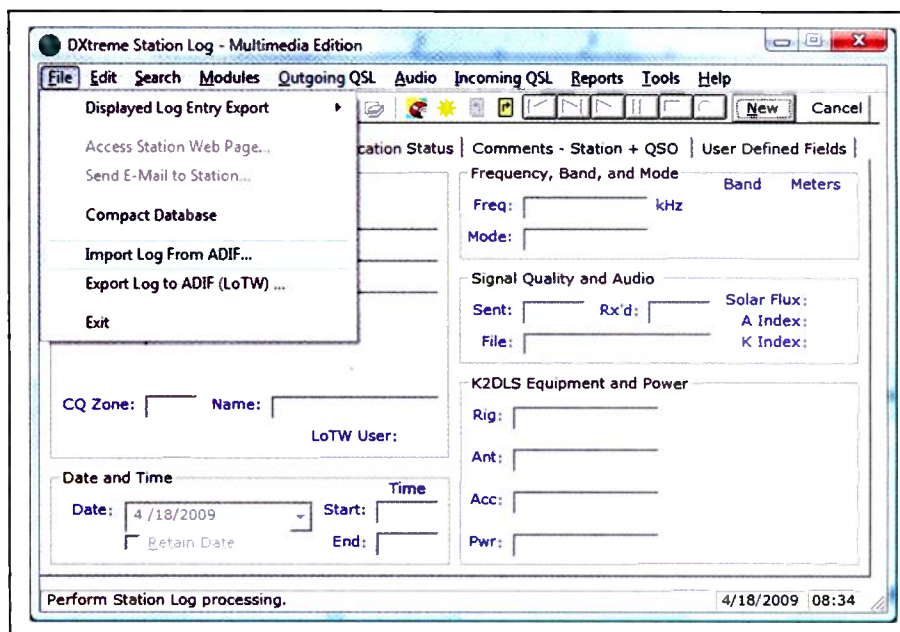 DXtreme Station Log - Multimedia Edition
File Edit Search Modules Outgoing QSL Audio Incoming QSL Reports Tools Help
Displayed Log Entry Export
New Cancel
Access Station Web Page...
Send E-Mail to Station...
Compact Database
Import Log From ADIF...
Export Log to ADIF (LoTW) ...
Exit
cation Status Comments - Station + QSO User Defined Fields
Frequency, Band, and Mode
Band Meters
Freq: kHz
Mode:
Signal Quality and Audio
Sent: Rx'd: Solar Flux:
A Index:
File: K Index:
CQ Zone: Name:
LoTW User:
K2DLS Equipment and Power
Rig:
Ant:
Acc:
Pwr:
Date and Time
Time
Date: 4 /18/2009 Start:
Retain Date End:
Perform Station Log processing. 4/18/2009 08:34